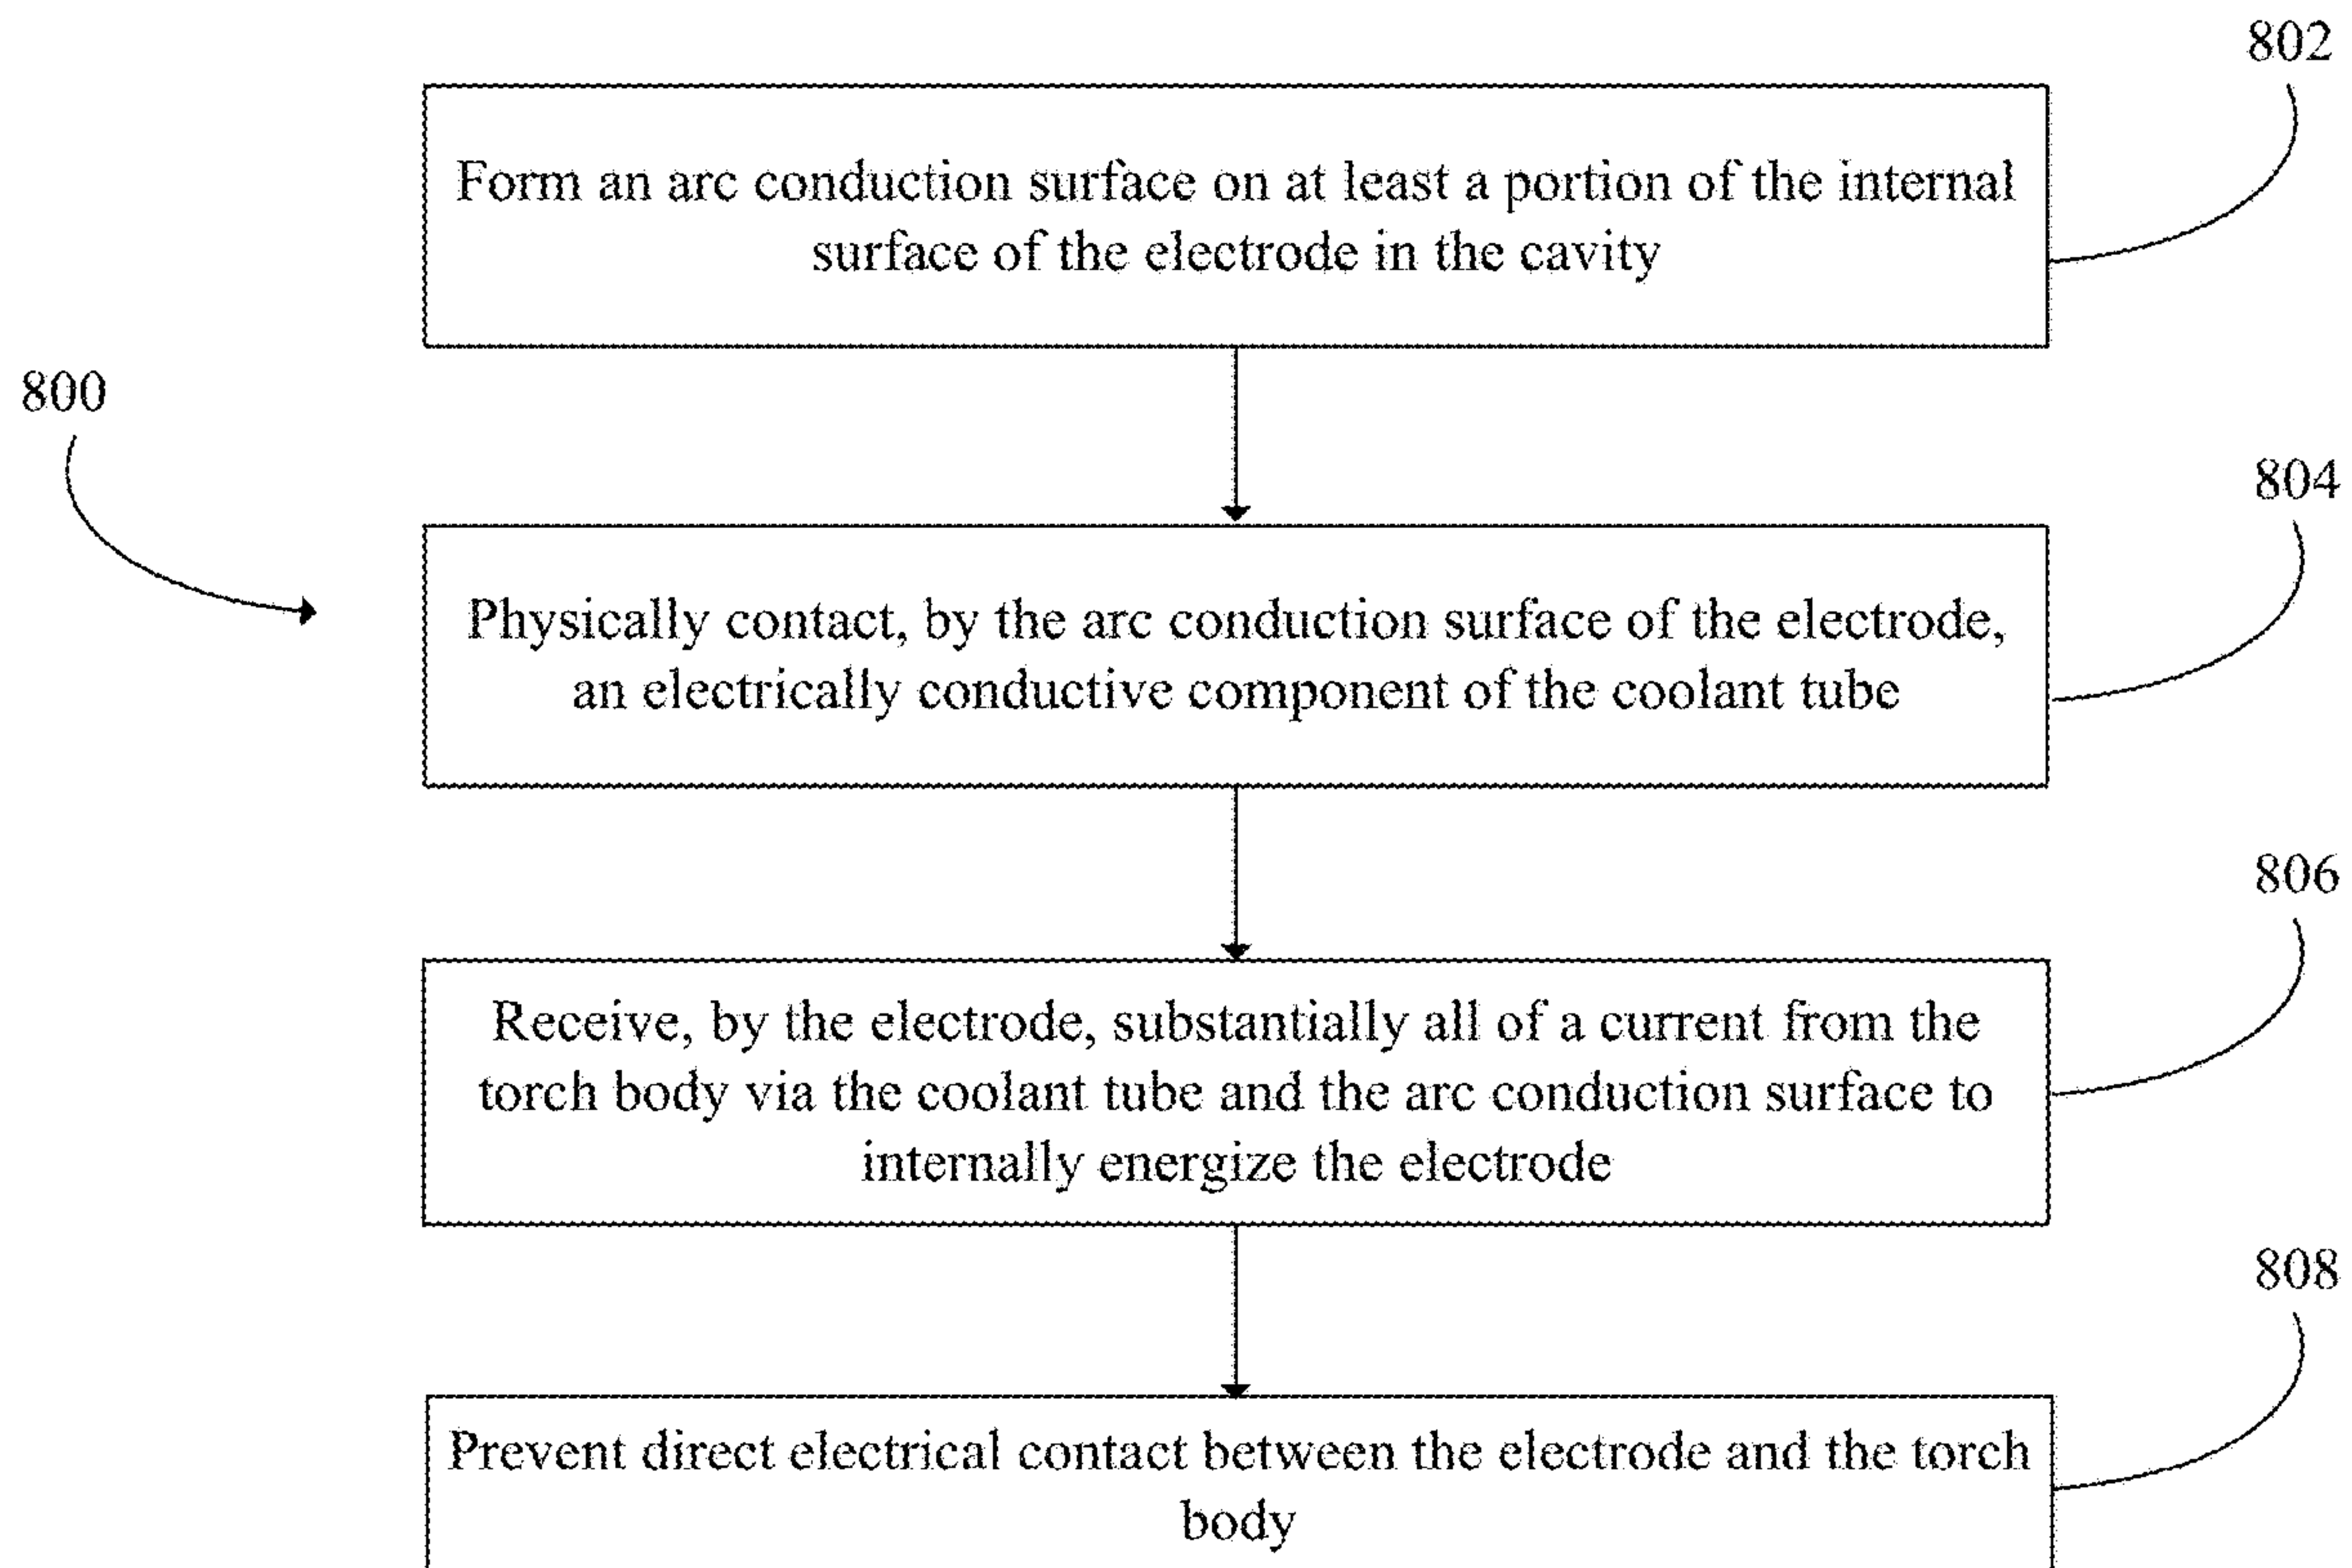 802
Form an arc conduction surface on at least a portion of the internal
surface of the electrode in the cavity
800
804
Physically contact, by the arc conduction surface of the electrode,
an electrically conductive component of the coolant tube
806
Receive, by the electrode, substantially all of a current from the
torch body via the coolant tube and the arc conduction surface to
internally energize the electrode
808
Prevent direct electrical contact between the electrode and the torch
body